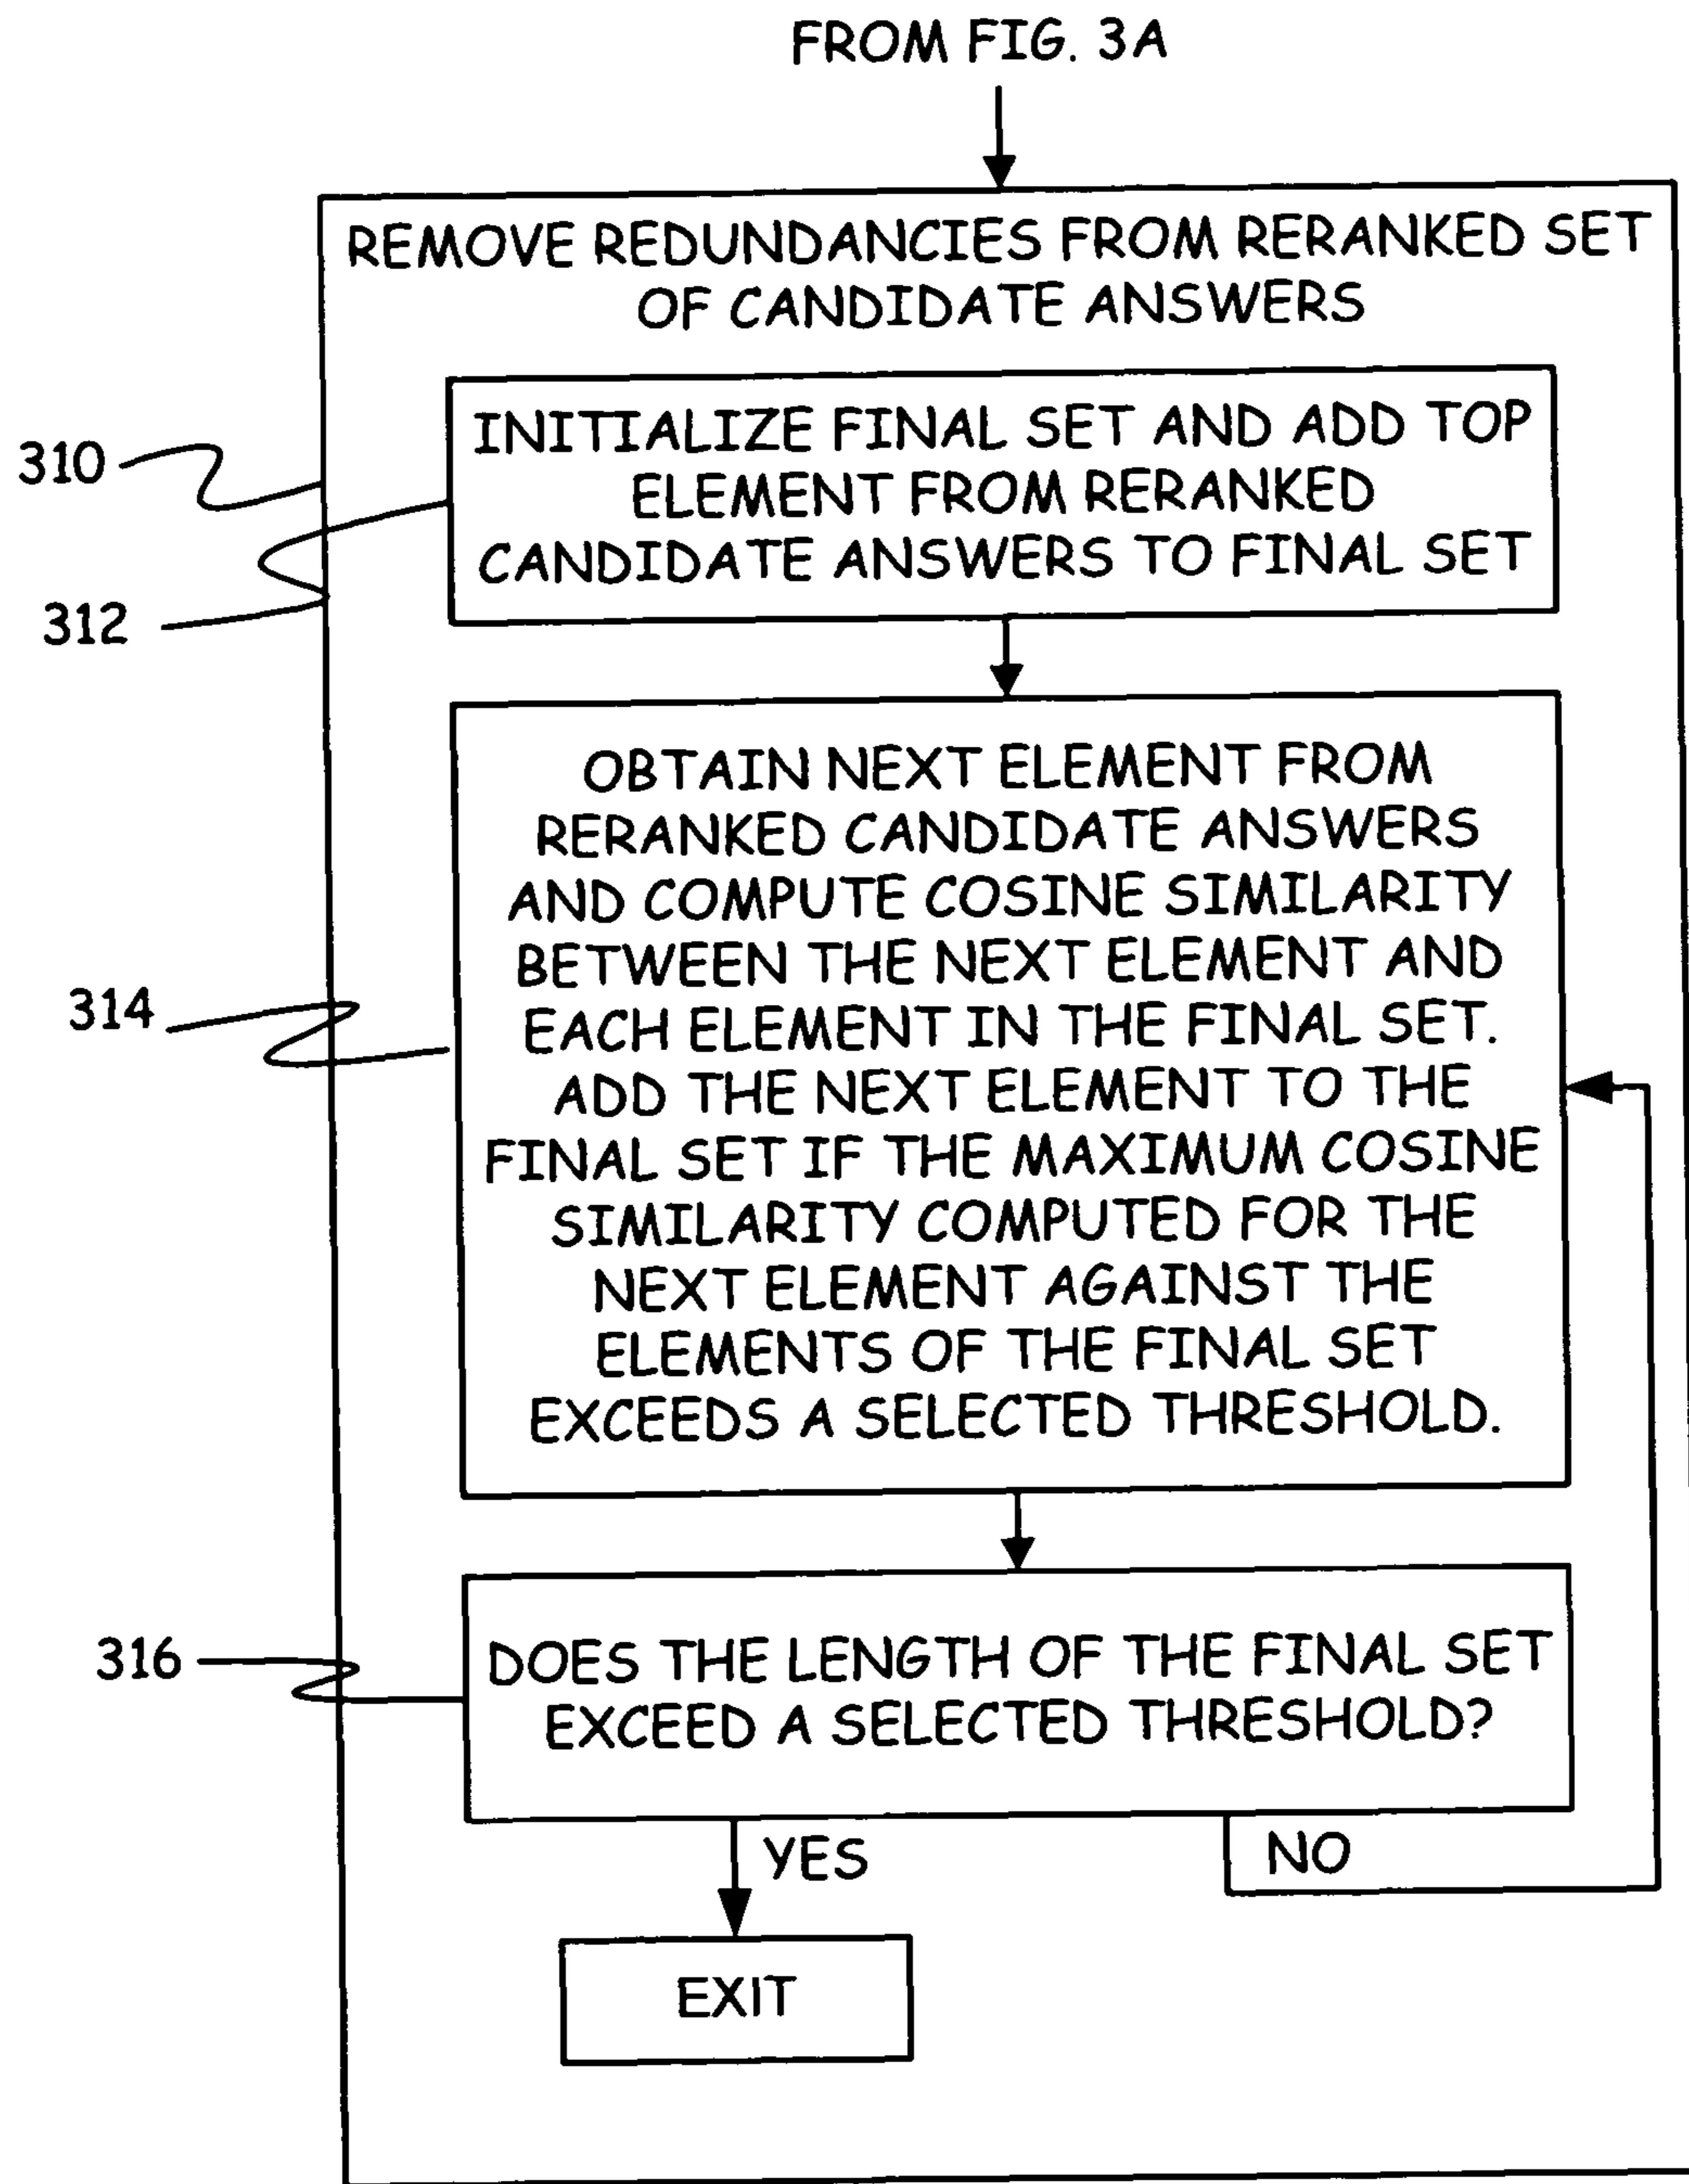 FROM FIG. 3A
REMOVE REDUNDANCIES FROM RERANKED SET
OF CANDIDATE ANSWERS
310
312
INITIALIZE FINAL SET AND ADD TOP
ELEMENT FROM RERANKED
CANDIDATE ANSWERS TO FINAL SET
314
OBTAIN NEXT ELEMENT FROM
RERANKED CANDIDATE ANSWERS
AND COMPUTE COSINE SIMILARITY
BETWEEN THE NEXT ELEMENT AND
EACH ELEMENT IN THE FINAL SET.
ADD THE NEXT ELEMENT TO THE
FINAL SET IF THE MAXIMUM COSINE
SIMILARITY COMPUTED FOR THE
NEXT ELEMENT AGAINST THE
ELEMENTS OF THE FINAL SET
EXCEEDS A SELECTED THRESHOLD.
316
DOES THE LENGTH OF THE FINAL SET
EXCEED A SELECTED THRESHOLD?
YES
NO
EXIT